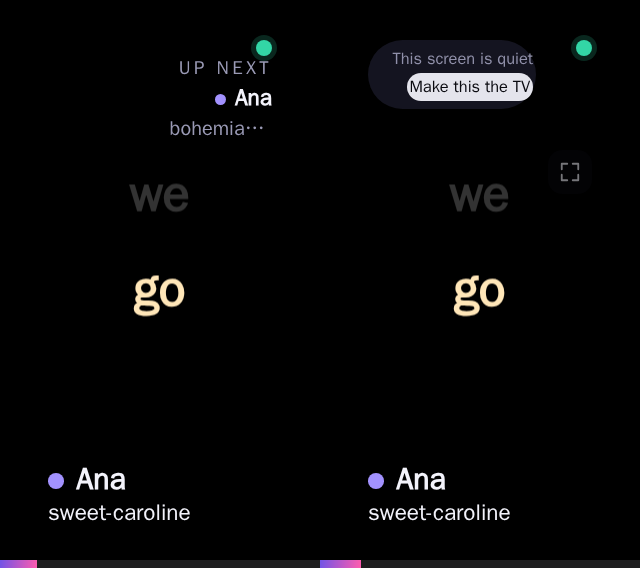 UP NEXT
Ana
bohemia…
we
go
Ana
sweet-caroline
This screen is quiet
Make this the TV
we
go
Ana
sweet-caroline